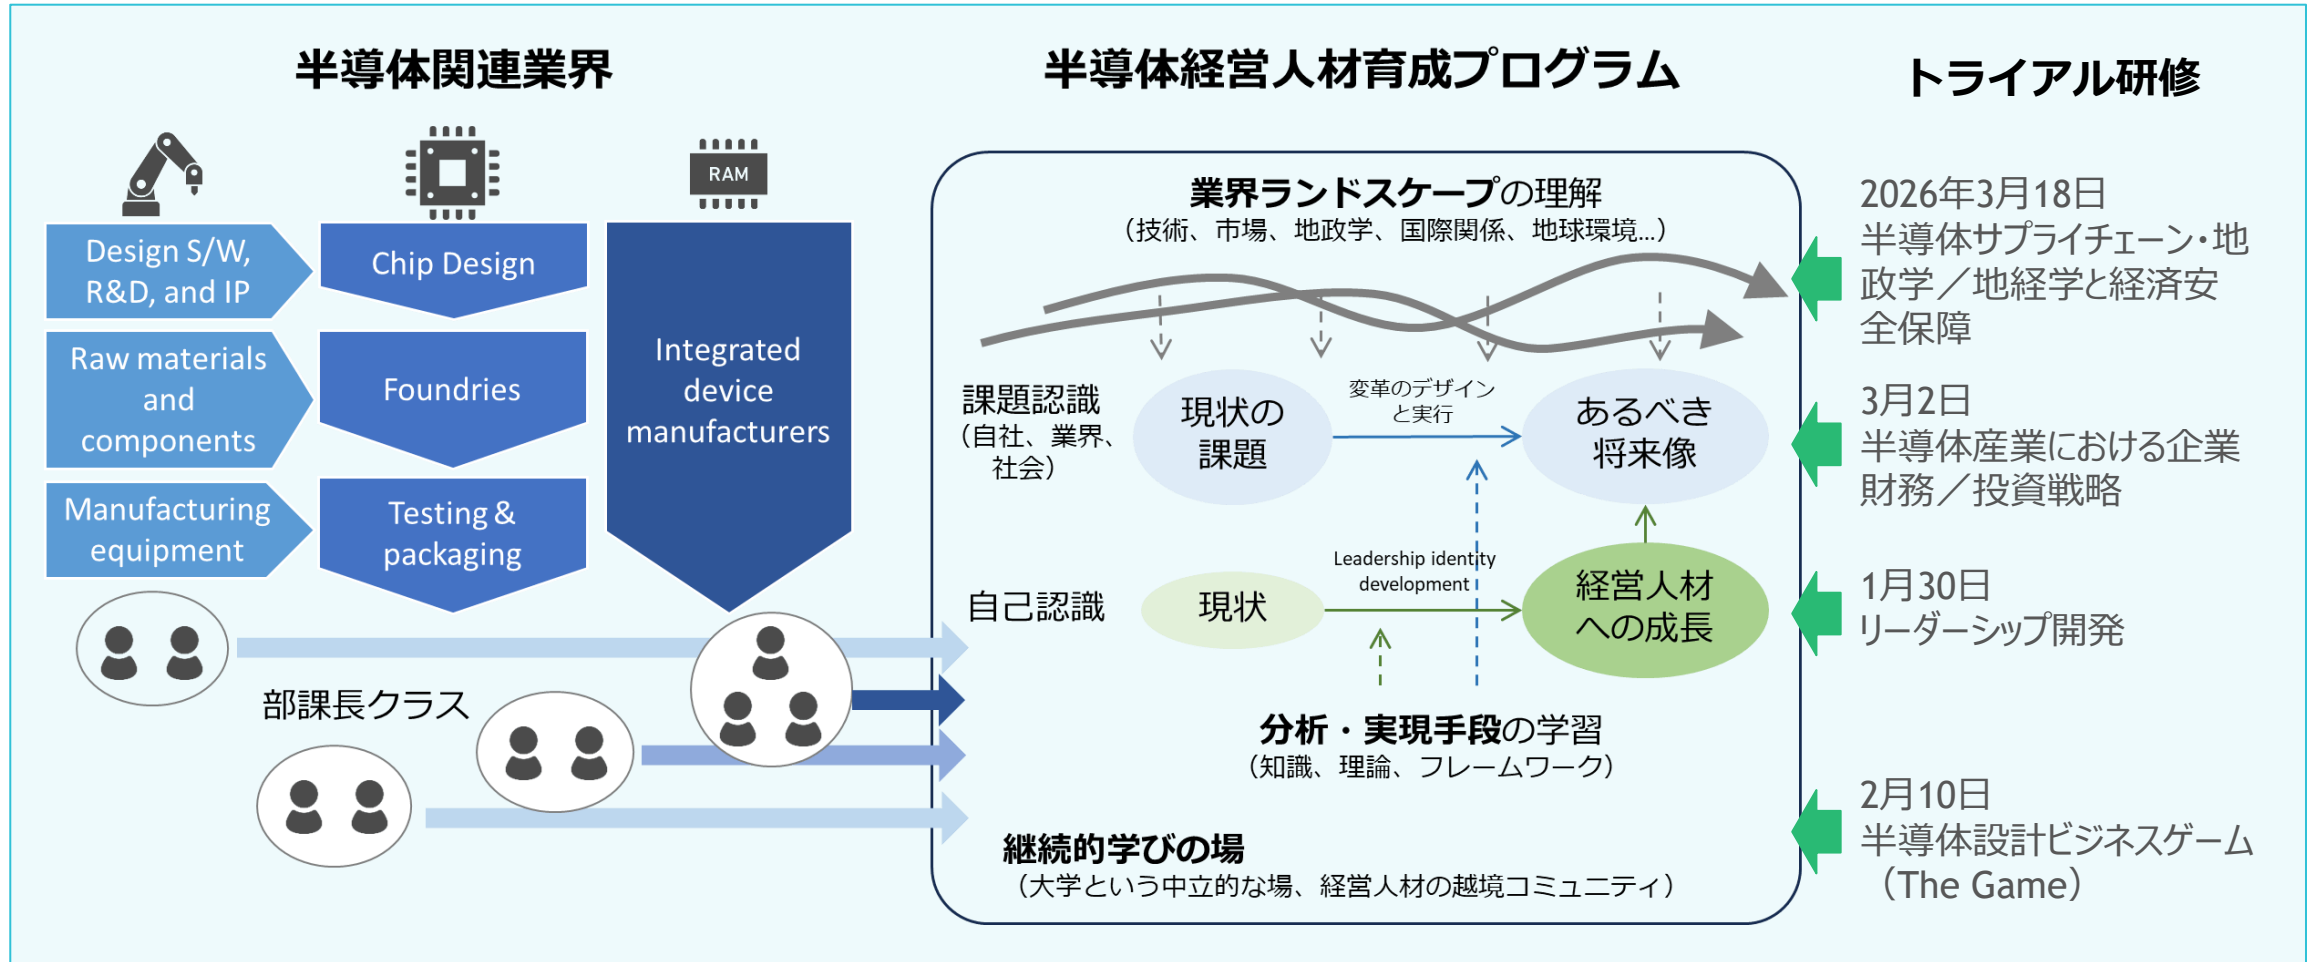 半導体関連業界
RAM
Design S/W,
R&D, and IP
Chip Design
Raw materials
and
components
Foundries
Integrated
device
manufacturers
Manufacturing
equipment
Testing &
packaging
部課長クラス
半導体経営人材育成プログラム
業界ランドスケープの理解
（技術、市場、地政学、国際関係、地球環境...）
課題認識
（自社、業界、
社会）
現状の
課題
変革のデザイン
と実行
あるべき
将来像
自己認識
現状
Leadership identity
development
経営人材
への成長
分析・実現手段の学習
（知識、理論、フレームワーク）
継続的学びの場
（大学という中立的な場、経営人材の越境コミュニティ）
トライアル研修
2026年3月18日
半導体サプライチェーン・地
政学／地経学と経済安
全保障
3月2日
半導体産業における企業
財務／投資戦略
1月30日
リーダーシップ開発
2月10日
半導体設計ビジネスゲーム
（The Game）